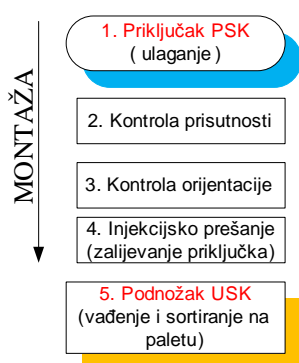 MONTAŽA
1. Priključak PSK
( ulaganje )
2. Kontrola prisutnosti
3. Kontrola orijentacije
4. Injekcijsko prešanje
(zalijevanje priključka)
5. Podnožak USK
(vađenje i sortiranje na
paletu)